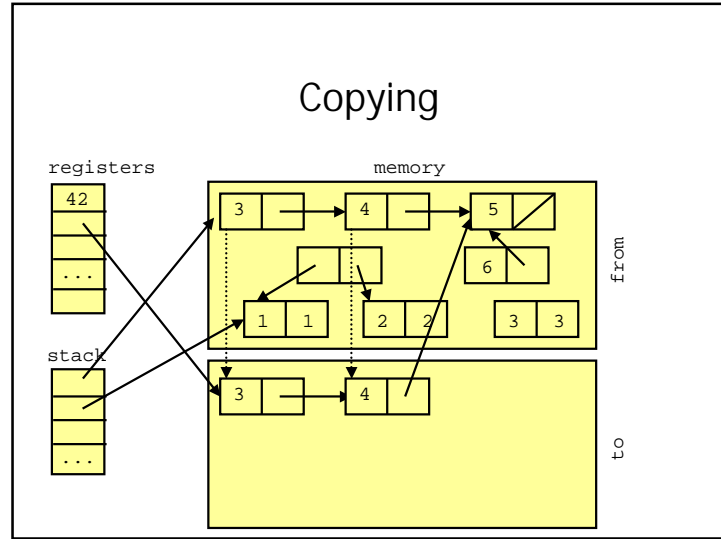 Copying
registers
memory
42
...
3
4
5
6
1 1
2 2
3 3
from
stack
...
3
4
to